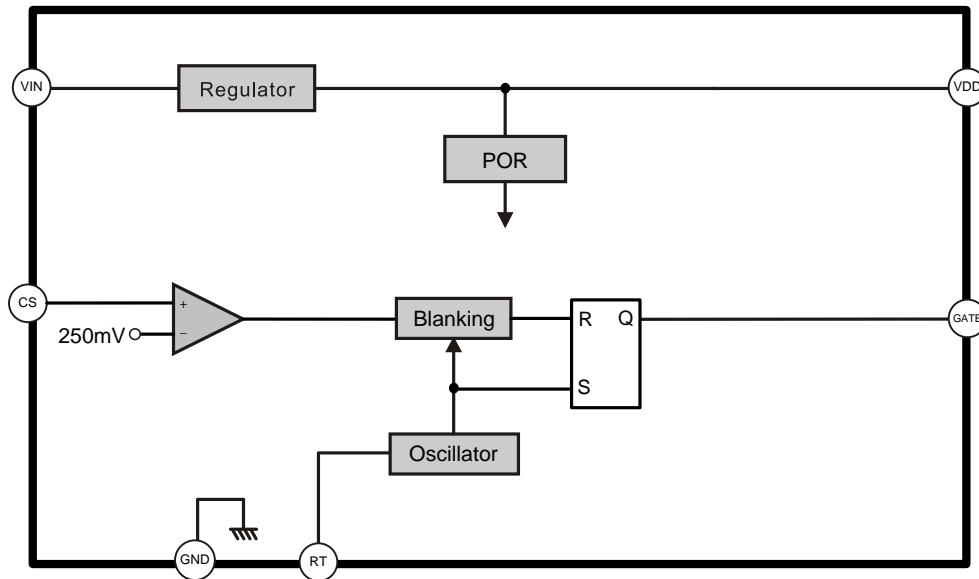 VIN
Regulator
VDD
POR
CS
+
−
250mV
Blanking
R
Q
S
GATE
Oscillator
GND
RT